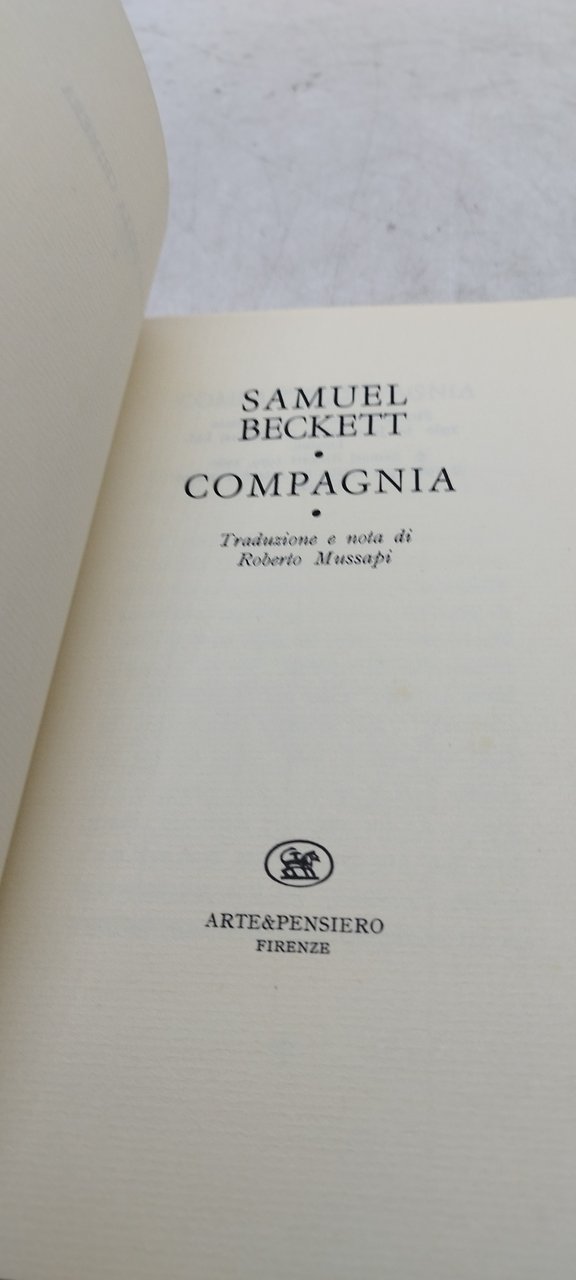 SAMUEL
BECKETT
•
COMPAGNIA
•
Traduzione e nota di
Roberto Mussapi
ARTE&PENSIERO
FIRENZE